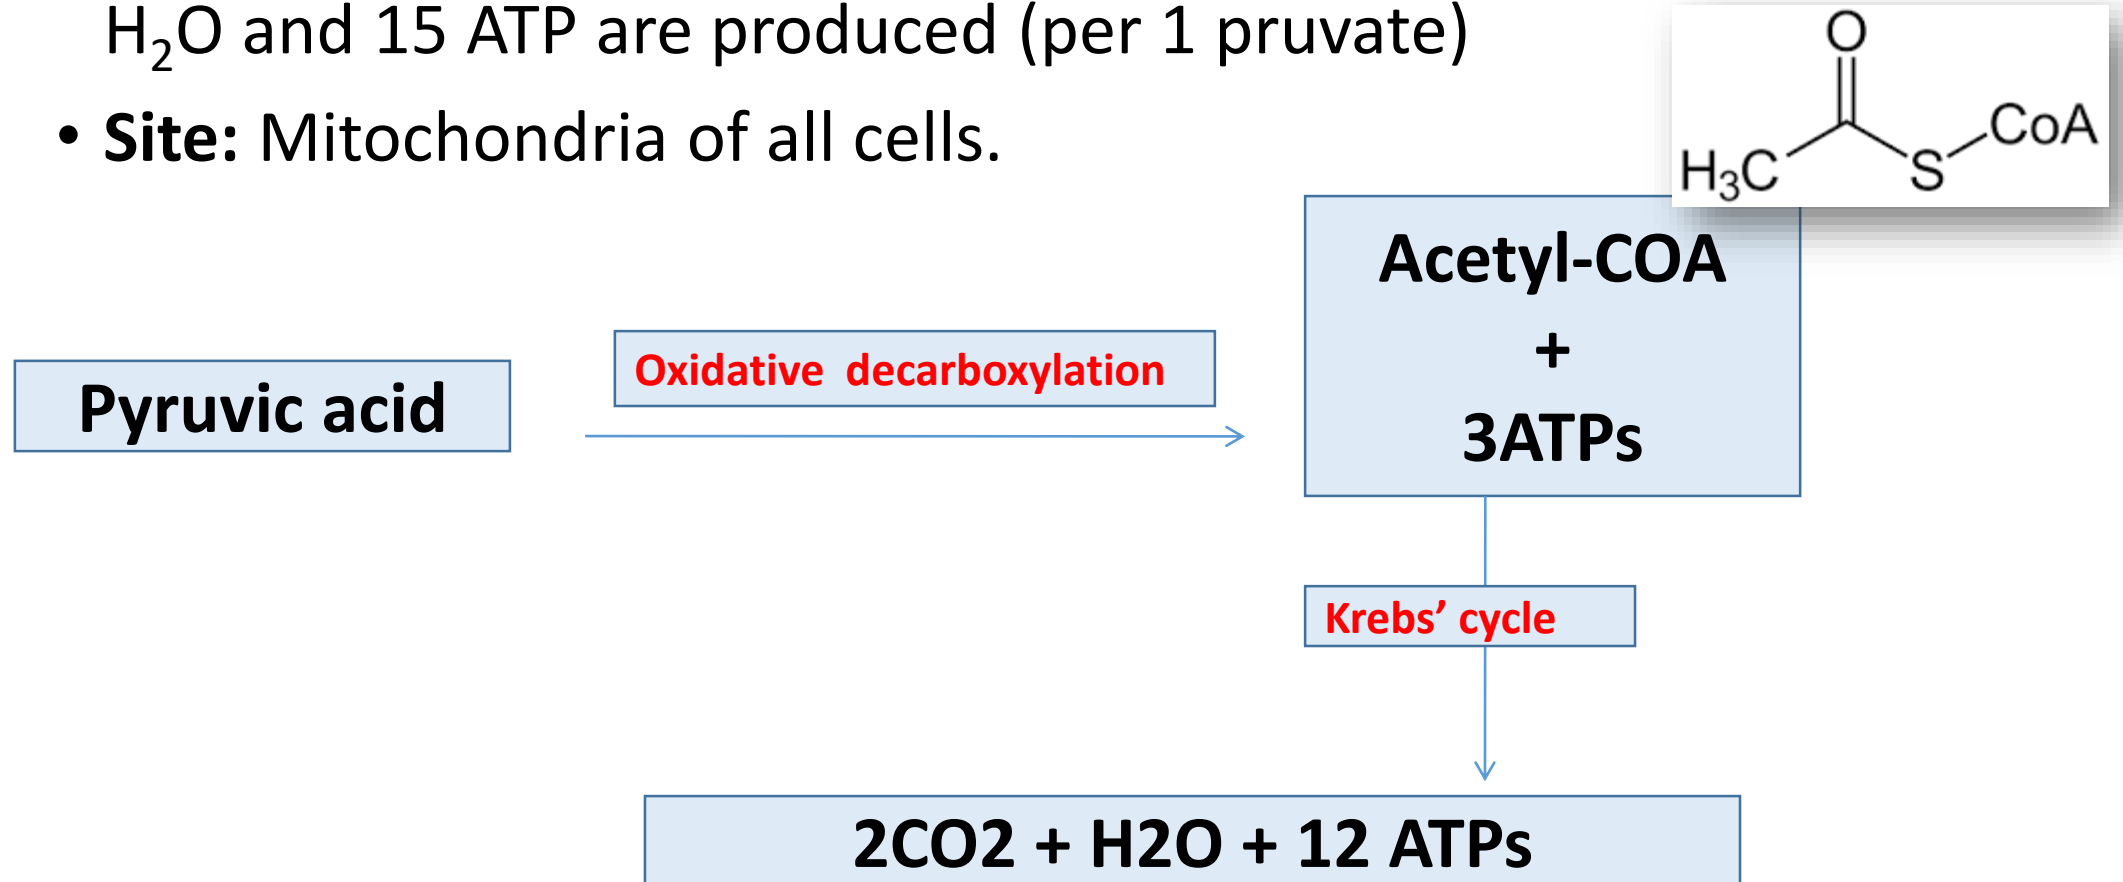 H₂O and 15 ATP are produced (per 1 pruvate)
• Site: Mitochondria of all cells.
O
H₃C
S
CoA
Acetyl-COA
+
3ATPs
Oxidative decarboxylation
Pyruvic acid
Krebs’ cycle
2CO2 + H2O + 12 ATPs